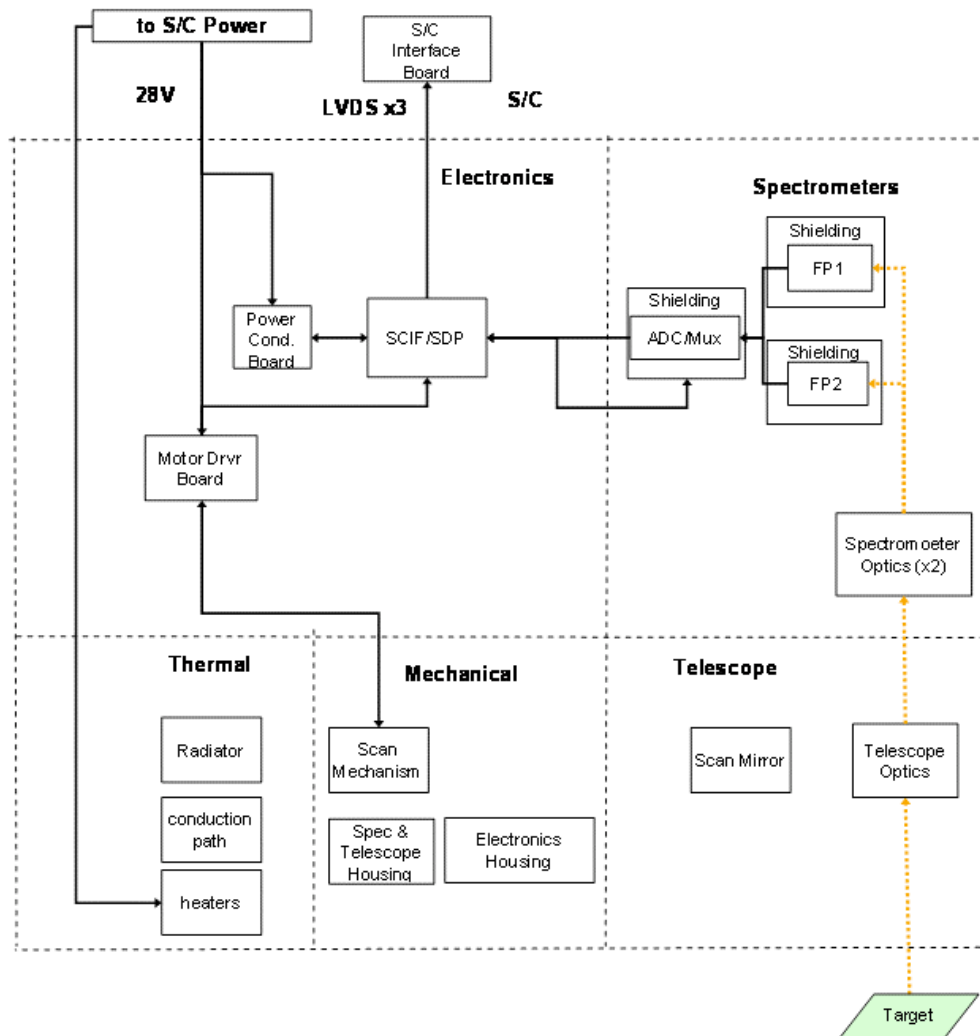 to S/C Power
S/C
Interface
Board
28V
LVDS x3
S/C
Electronics
Spectrometers
Shielding
FP1
Shielding
ADC/Mux
Power
Cond.
Board
SCIF/SDP
Shielding
FP2
Motor Drvr
Board
Spectromoeter
Optics (x2)
Thermal
Mechanical
Telescope
Radiator
Scan
Mechanism
Scan Mirror
Telescope
Optics
conduction
path
Spec &
Telescope
Housing
Electronics
Housing
heaters
Target